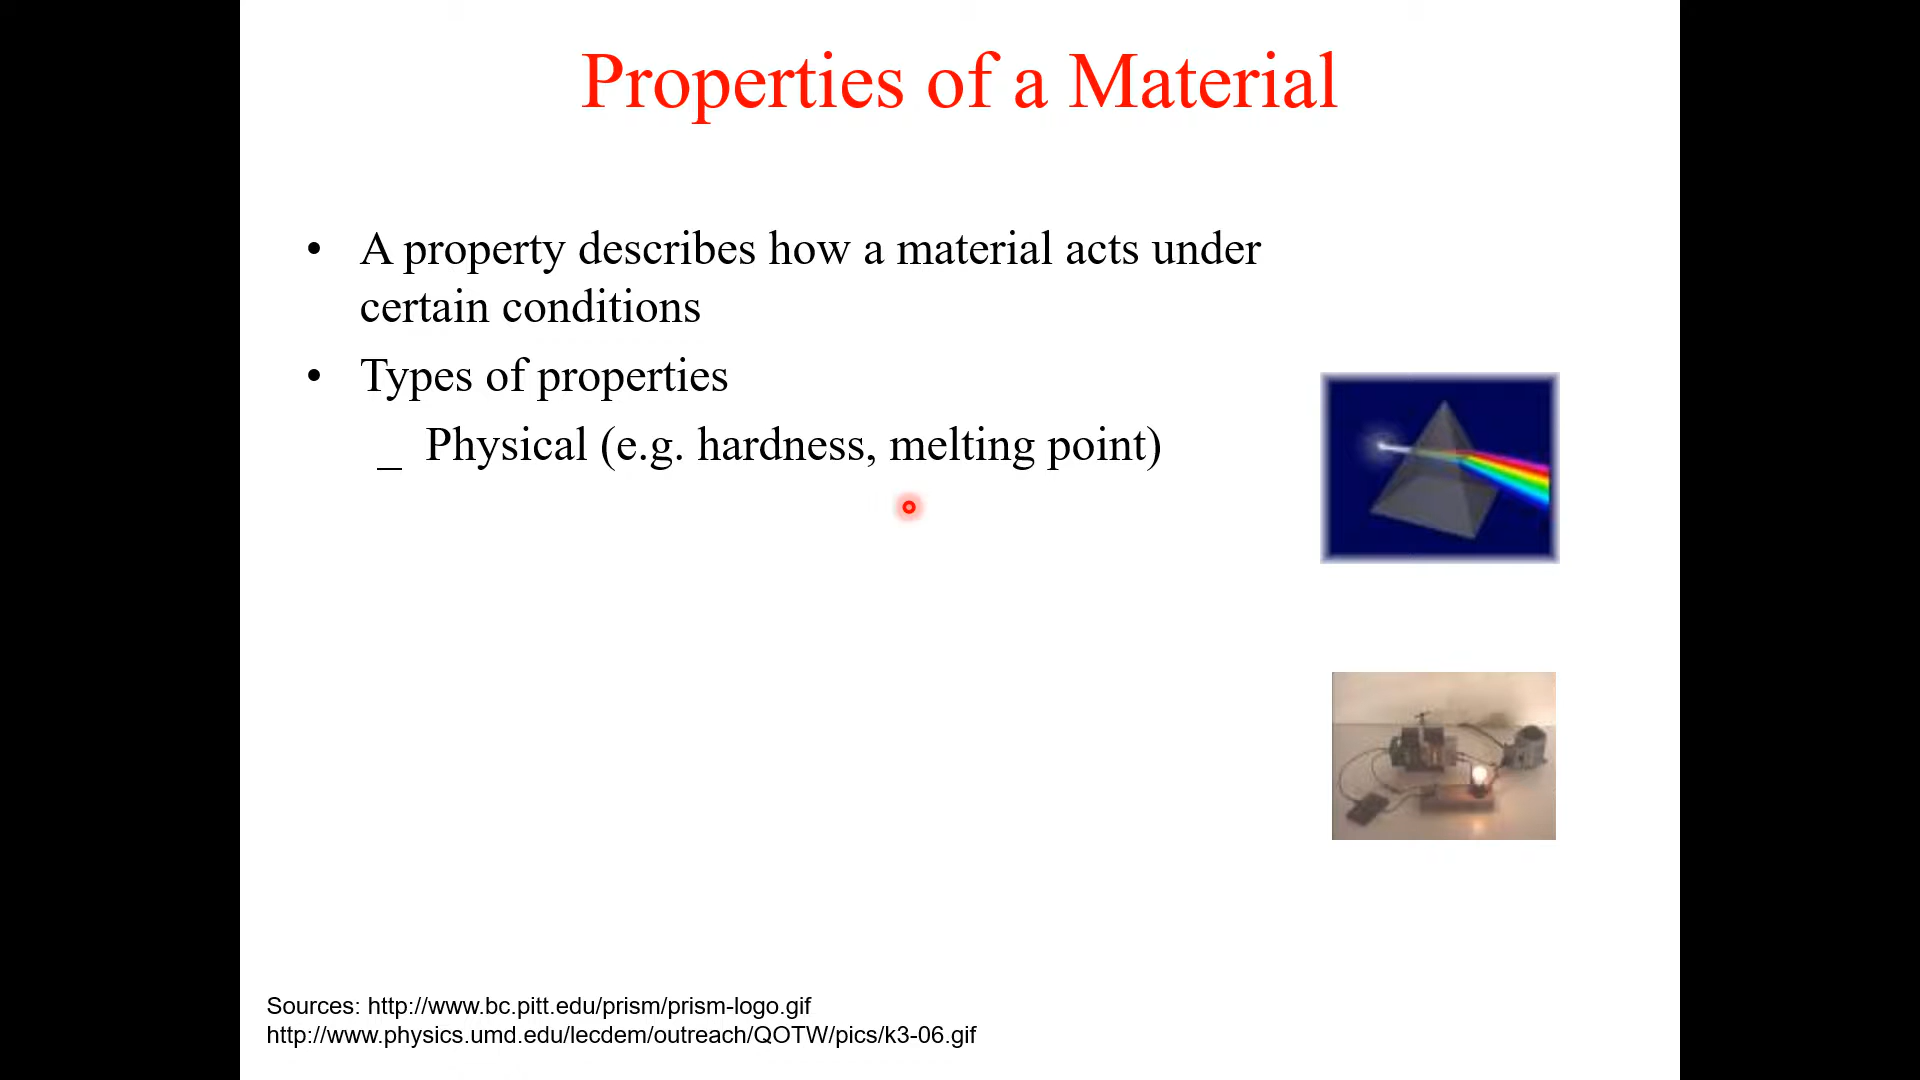 Properties of a Material
• A property describes how a material acts under
certain conditions
• Types of properties
_ Physical (e.g. hardness, melting point)
Sources: http://www.bc.pitt.edu/prism/prism-logo.gif
http://www.physics.umd.edu/lecdem/outreach/QOTW/pics/k3-06.gif